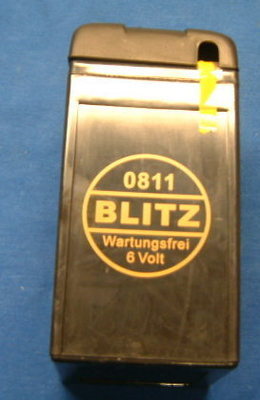 0811
BLITZ
Wartungsfrei
6 Volt